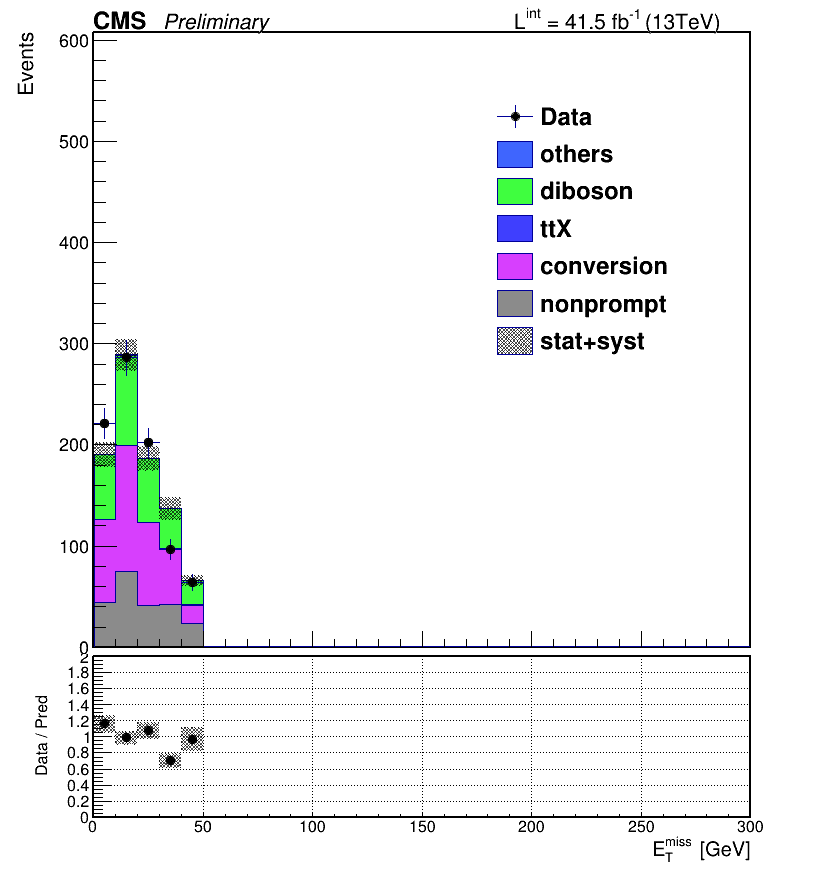 CMS Preliminary L^int = 41.5 fb^-1 (13TeV)
Events
600
500
400
300
200
100
0
Data
others
diboson
ttX
conversion
nonprompt
stat+syst
Data / Pred
2
1.8
1.6
1.4
1.2
1
0.8
0.6
0.4
0.2
0
0 50 100 150 200 250 300
E_T^miss [GeV]